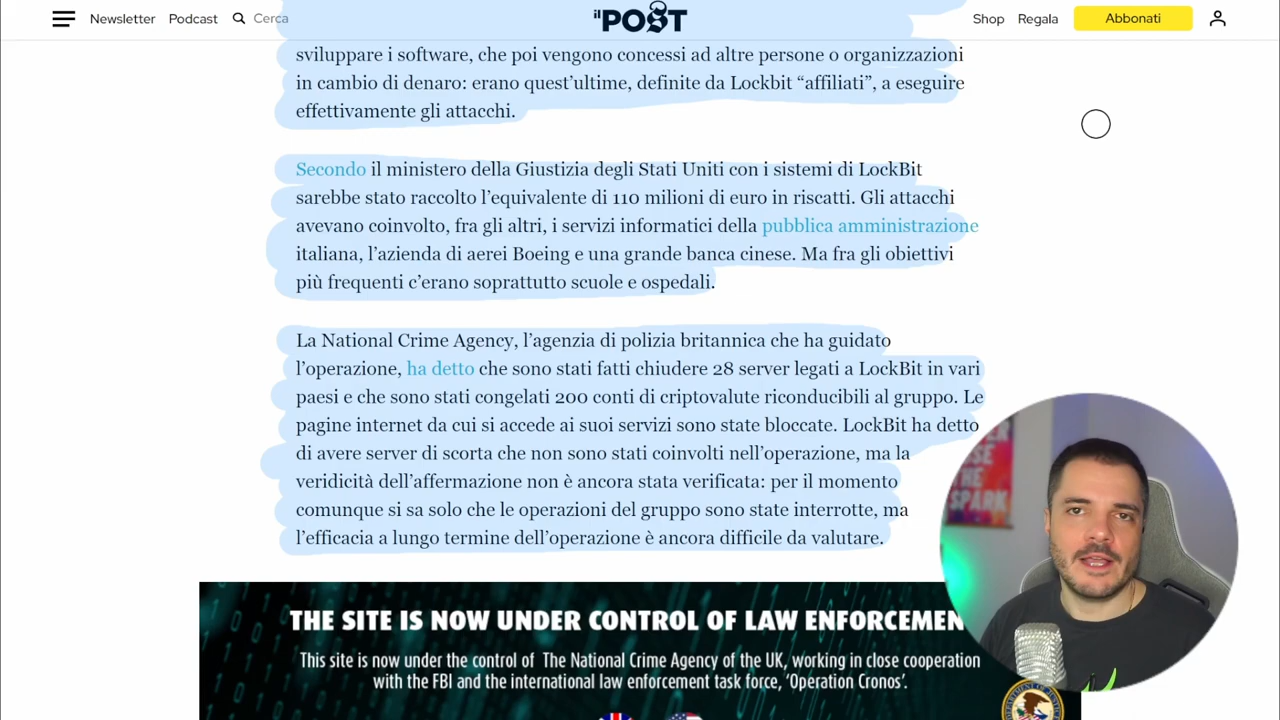 Newsletter Podcast Cerca il POST Shop Regala Abbonati
sviluppare i software, che poi vengono concessi ad altre persone o organizzazioni
in cambio di denaro: erano quest’ultime, definite da Lockbit “affiliati”, a eseguire
effettivamente gli attacchi.
Secondo il ministero della Giustizia degli Stati Uniti con i sistemi di LockBit
sarebbe stato raccolto l’equivalente di 110 milioni di euro in riscatti. Gli attacchi
avevano coinvolto, fra gli altri, i servizi informatici della pubblica amministrazione
italiana, l’azienda di aerei Boeing e una grande banca cinese. Ma fra gli obiettivi
più frequenti c’erano soprattutto scuole e ospedali.
La National Crime Agency, l’agenzia di polizia britannica che ha guidato
l’operazione, ha detto che sono stati fatti chiudere 28 server legati a LockBit in vari
paesi e che sono stati congelati 200 conti di criptovalute riconducibili al gruppo. Le
pagine internet da cui si accede ai suoi servizi sono state bloccate. LockBit ha detto
di avere server di scorta che non sono stati coinvolti nell’operazione, ma la
veridicità dell’affermazione non è ancora stata verificata: per il momento
comunque si sa solo che le operazioni del gruppo sono state interrotte, ma
l’efficacia a lungo termine dell’operazione è ancora difficile da valutare.
THE SITE IS NOW UNDER CONTROL OF LAW ENFORCEMEN
This site is now under the control of The National Crime Agency of the UK, working in close cooperation
with the FBI and the international law enforcement task force, ‘Operation Cronos’.
THE
SPARK